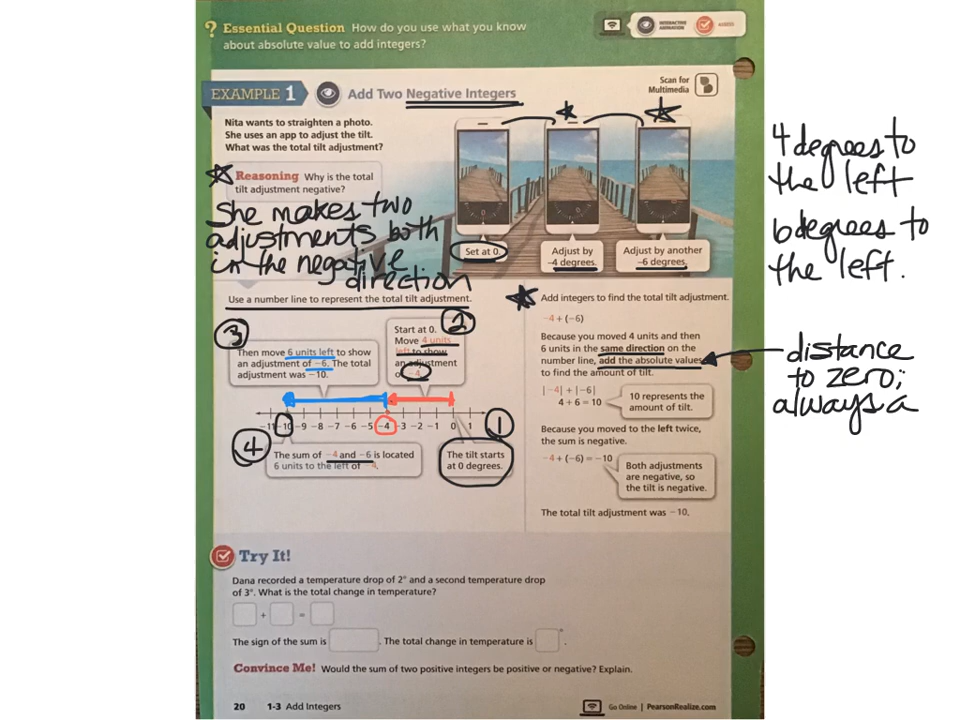 ? Essential Question How do you use what you know
about absolute value to add integers?
INTERACTIVE
ANIMATION
ASSESS
EXAMPLE 1
Add Two Negative Integers
Scan for
Multimedia
Nita wants to straighten a photo.
She uses an app to adjust the tilt.
What was the total tilt adjustment?
Reasoning Why is the total
tilt adjustment negative?
She makes two
adjustments both
in the negative
direction
Set at 0.
Adjust by
-4 degrees.
Adjust by another
-6 degrees.
4 degrees to
the left
6 degrees to
the left.
Use a number line to represent the total tilt adjustment.
3
Then move 6 units left to show
an adjustment of -6. The total
adjustment was -10.
2
Start at 0.
Move 4 units
left to show
an adjustment
of -4.
-11 -10 -9 -8 -7 -6 -5 -4 -3 -2 -1 0 1
1
4
The sum of -4 and -6 is located
6 units to the left of -4.
The tilt starts
at 0 degrees.
Add integers to find the total tilt adjustment.
-4 + (-6)
Because you moved 4 units and then
6 units in the same direction on the
number line, add the absolute values
to find the amount of tilt.
distance
to zero;
always a
|-4| + |-6|
4 + 6 = 10
10 represents the
amount of tilt.
Because you moved to the left twice,
the sum is negative.
-4 + (-6) = -10
Both adjustments
are negative, so
the tilt is negative.
The total tilt adjustment was -10.
Try It!
Dana recorded a temperature drop of 2° and a second temperature drop
of 3°. What is the total change in temperature?
+ =
The sign of the sum is . The total change in temperature is °.
Convince Me! Would the sum of two positive integers be positive or negative? Explain.
20 1-3 Add Integers
Go Online | PearsonRealize.com